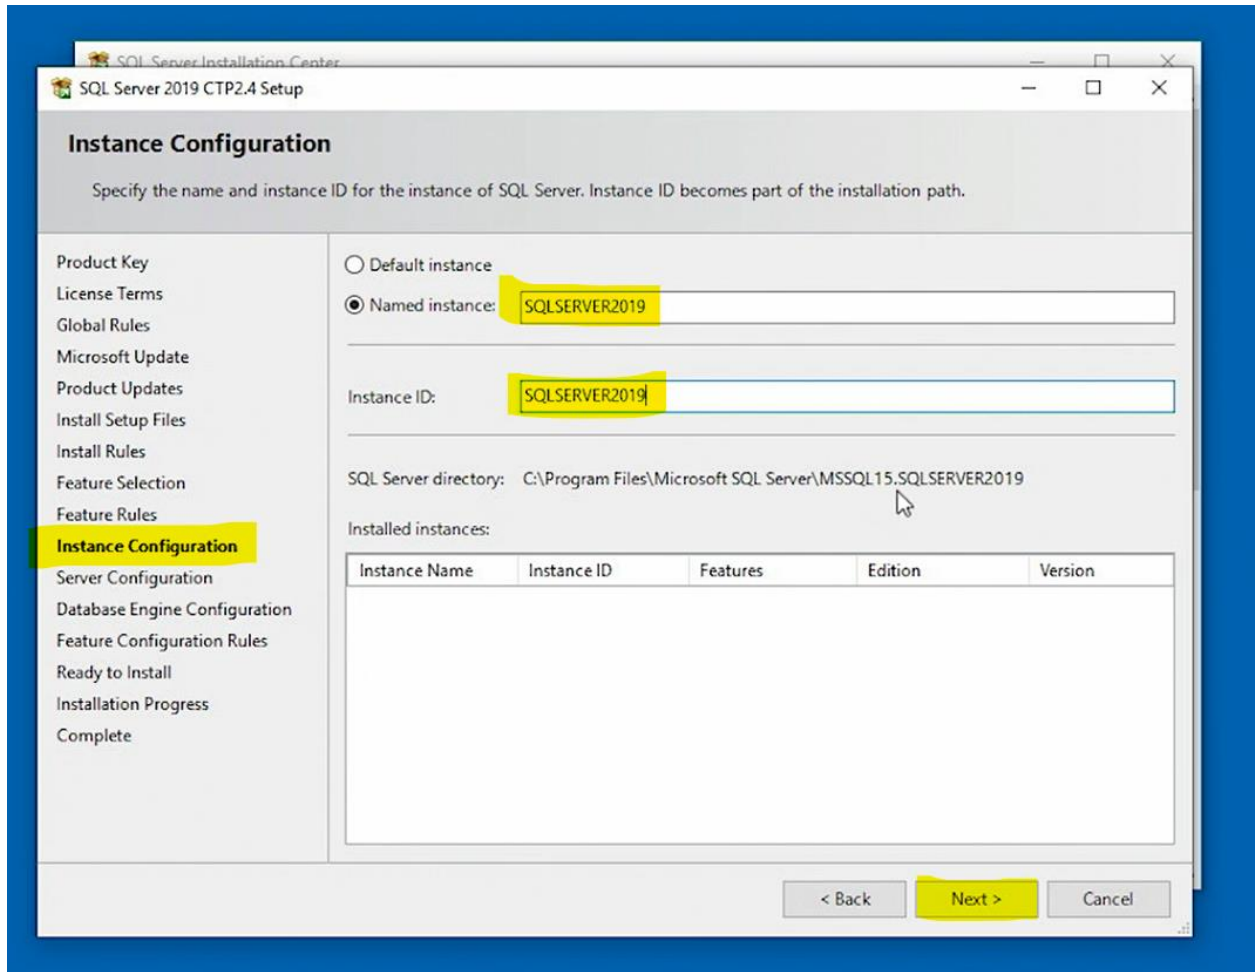 SQL Server Installation Center
SQL Server 2019 CTP2.4 Setup
Instance Configuration
Specify the name and instance ID for the instance of SQL Server. Instance ID becomes part of the installation path.
Product Key
License Terms
Global Rules
Microsoft Update
Product Updates
Install Setup Files
Install Rules
Feature Selection
Feature Rules
Instance Configuration
Server Configuration
Database Engine Configuration
Feature Configuration Rules
Ready to Install
Installation Progress
Complete
Default instance
Named instance: SQLSERVER2019
Instance ID: SQLSERVER2019
SQL Server directory: C:\Program Files\Microsoft SQL Server\MSSQL15.SQLSERVER2019
Installed instances:
Instance Name Instance ID Features Edition Version
< Back Next > Cancel